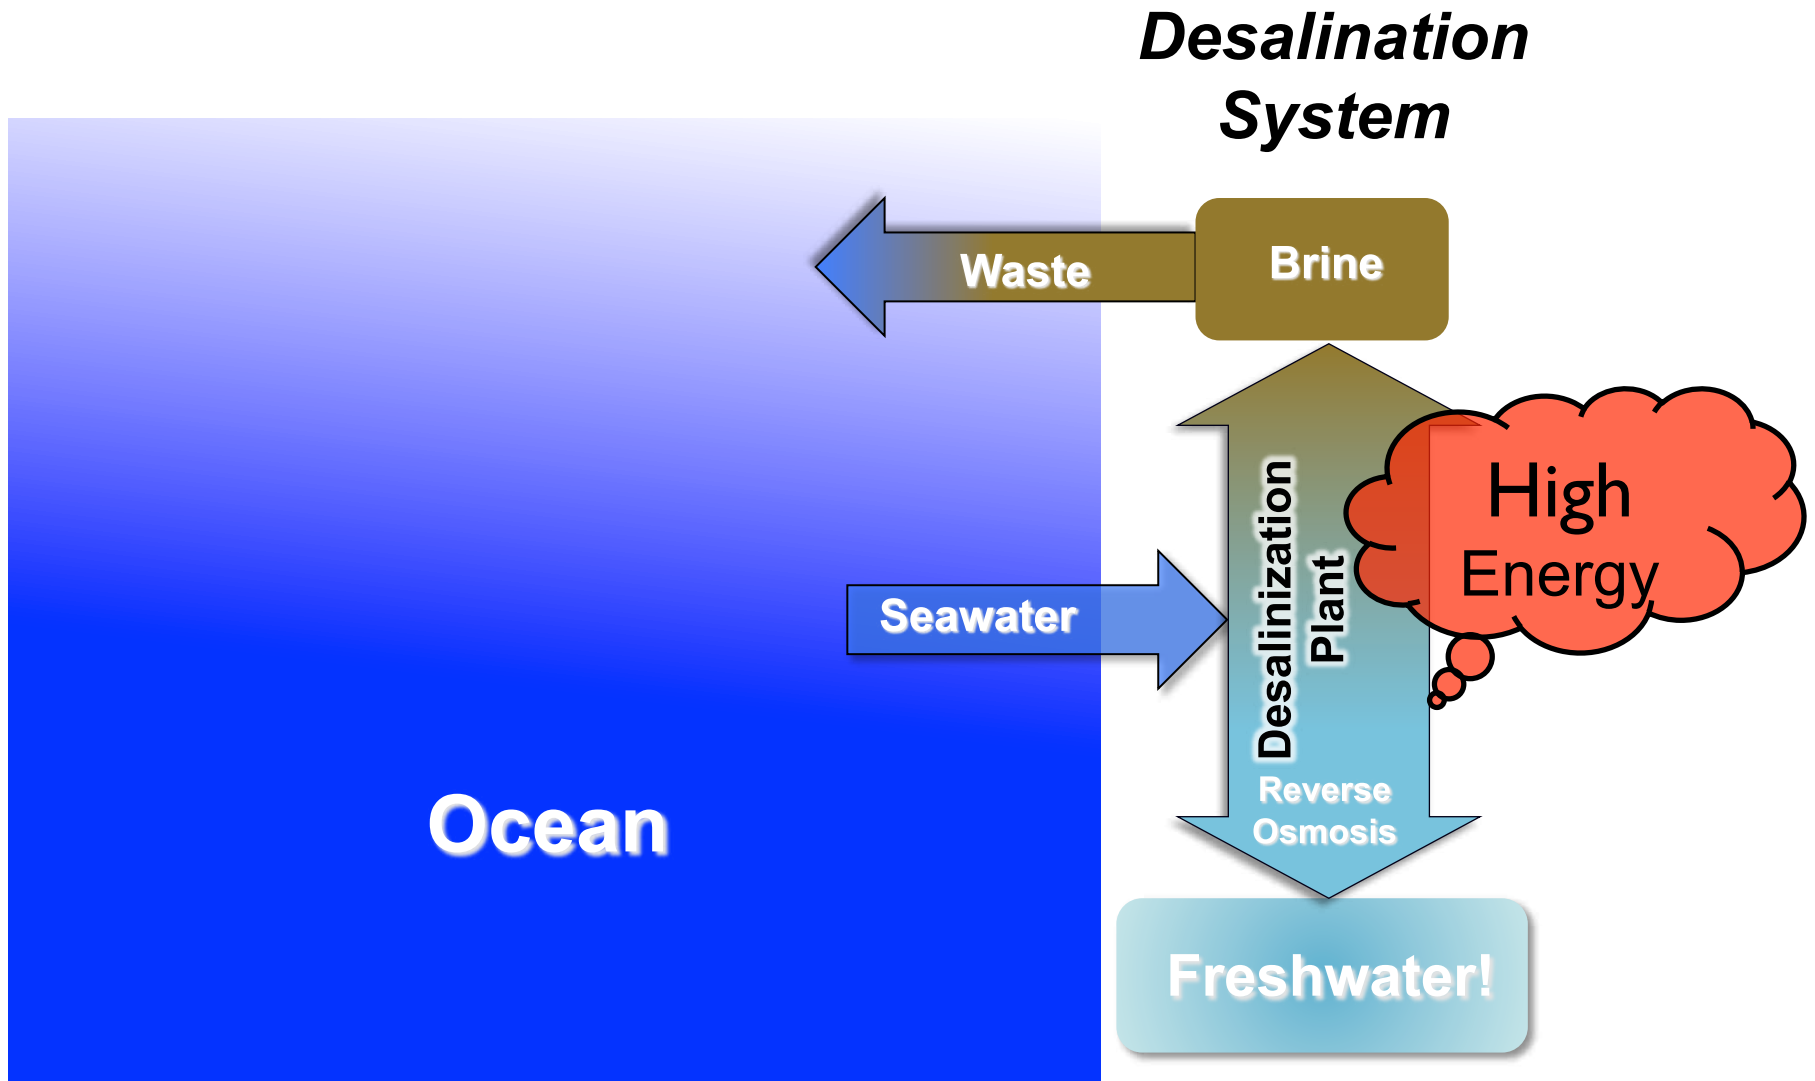 Desalination
System
Brine
Waste
High
Energy
Desalinization
Plant
Seawater
Reverse
Osmosis
Ocean
Freshwater!